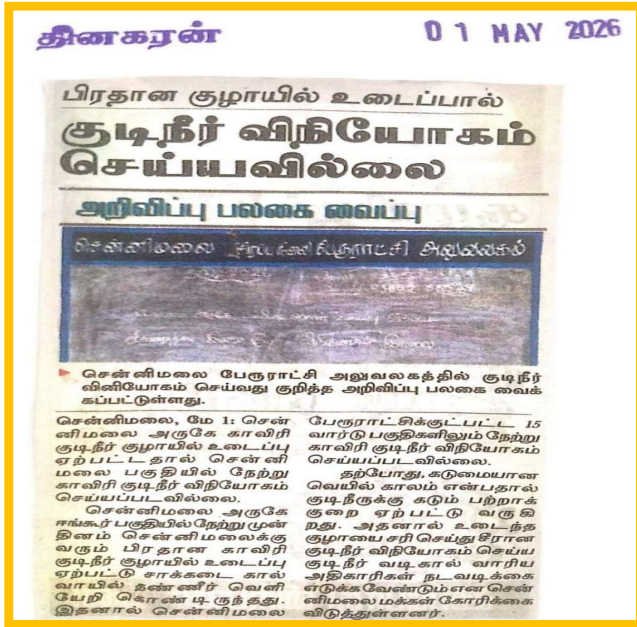 தினகரன்
01 MAY 2026
பிரதான குழாயில் உடைப்பால்
குடிநீர் விநியோகம்
செய்யவில்லை
அறிவிப்பு பலகை வைப்பு
சென்னிமலை சிறப்பு நிலை பேரூராட்சி அலுவலகம்
சென்னிமலை பேரூராட்சி அலுவலகத்தில் குடிநீர்
வினியோகம் செய்வது குறித்த அறிவிப்பு பலகை வைக்
கப்பட்டுள்ளது.
சென்னிமலை, மே 1: சென்
னிமலை அருகே காவிரி
குடிநீர் குழாயில் உடைப்பு
ஏற்பட்டதால் சென்னி
மலை பகுதியில் நேற்று
காவிரி குடிநீர் விநியோகம்
செய்யப்படவில்லை.
சென்னிமலை அருகே
ஈங்கூர் பகுதியில் நேற்று முன்
தினம் சென்னிமலைக்கு
வரும் பிரதான காவிரி
குடிநீர் குழாயில் உடைப்பு
ஏற்பட்டு சாக்கடை கால்
வாயில் தண்ணீர் வெளி
யேறி கொண்டிருந்தது.
இதனால் சென்னிமலை
பேரூராட்சிக்குட்பட்ட 15
வார்டு பகுதிகளிலும் நேற்று
காவிரி குடிநீர் விநியோகம்
செய்யப்படவில்லை.
தற்போது, கடுமையான
வெயில் காலம் என்பதால்
குடிநீருக்கு கடும் பற்றாக்
குறை ஏற்பட்டு வருகி
றது. அதனால் உடைந்த
குழாயை சரி செய்து சீரான
குடிநீர் விநியோகம் செய்ய
குடிநீர் வடிகால் வாரிய
அதிகாரிகள் நடவடிக்கை
எடுக்கவேண்டும் என சென்
னிமலை மக்கள் கோரிக்கை
விடுத்துள்ளனர்.